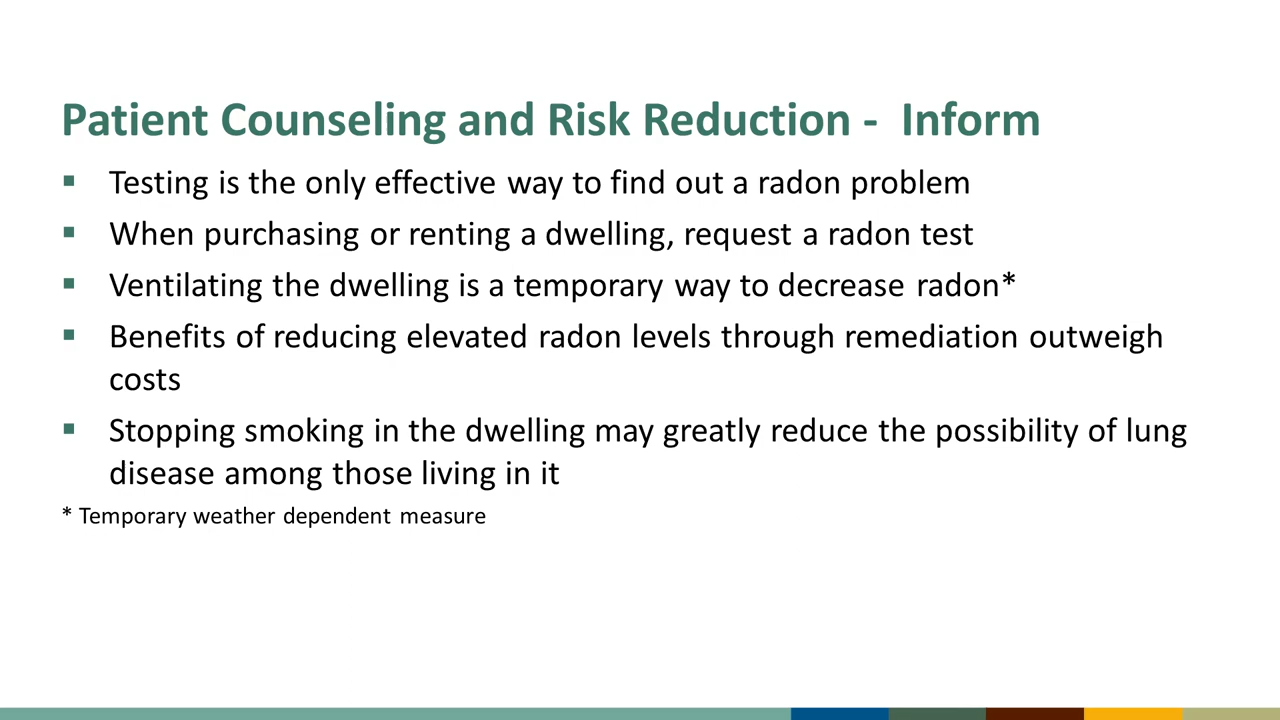 Patient Counseling and Risk Reduction - Inform
▪ Testing is the only effective way to find out a radon problem
▪ When purchasing or renting a dwelling, request a radon test
▪ Ventilating the dwelling is a temporary way to decrease radon*
▪ Benefits of reducing elevated radon levels through remediation outweigh
costs
▪ Stopping smoking in the dwelling may greatly reduce the possibility of lung
disease among those living in it
* Temporary weather dependent measure